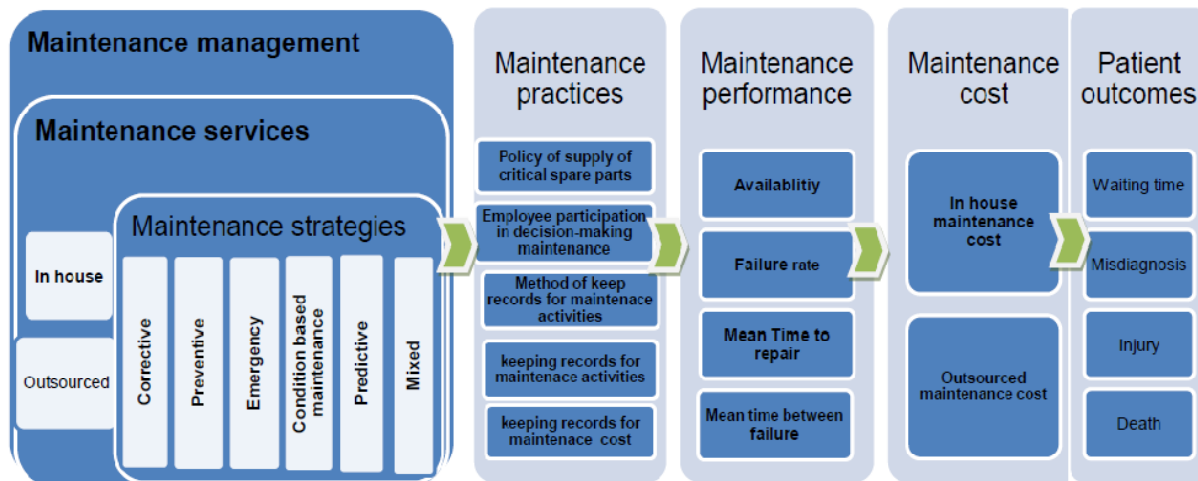 Maintenance management
Maintenance services
In house
Outsourced
Maintenance strategies
Corrective
Preventive
Emergency
Condition based
maintenance
Predictive
Mixed
Maintenance
practices
Policy of supply of
critical spare parts
Employee participation
in decision-making
maintenance
Method of keep
records for maintenace
activities
keeping records for
maintenace activities
keeping records for
maintenace cost
Maintenance
performance
Availablitiy
Failure rate
Mean Time to
repair
Mean time between
failure
Maintenance
cost
In house
maintenance
cost
Outsourced
maintenance cost
Patient
outcomes
Waiting time
Misdiagnosis
Injury
Death